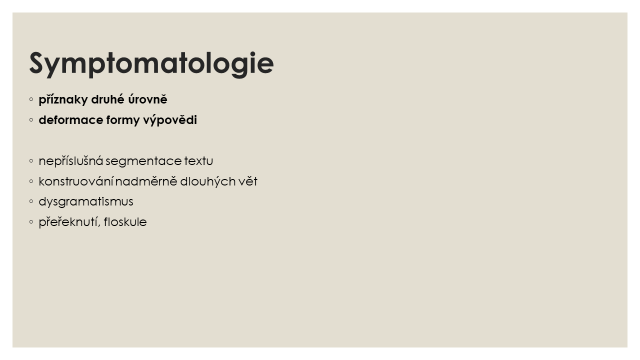 Symptomatologie
◦ příznaky druhé úrovně
◦ deformace formy výpovědi
◦ nepříslušná segmentace textu
◦ konstruování nadměrně dlouhých vět
◦ dysgramatismus
◦ přeřeknutí, floskule